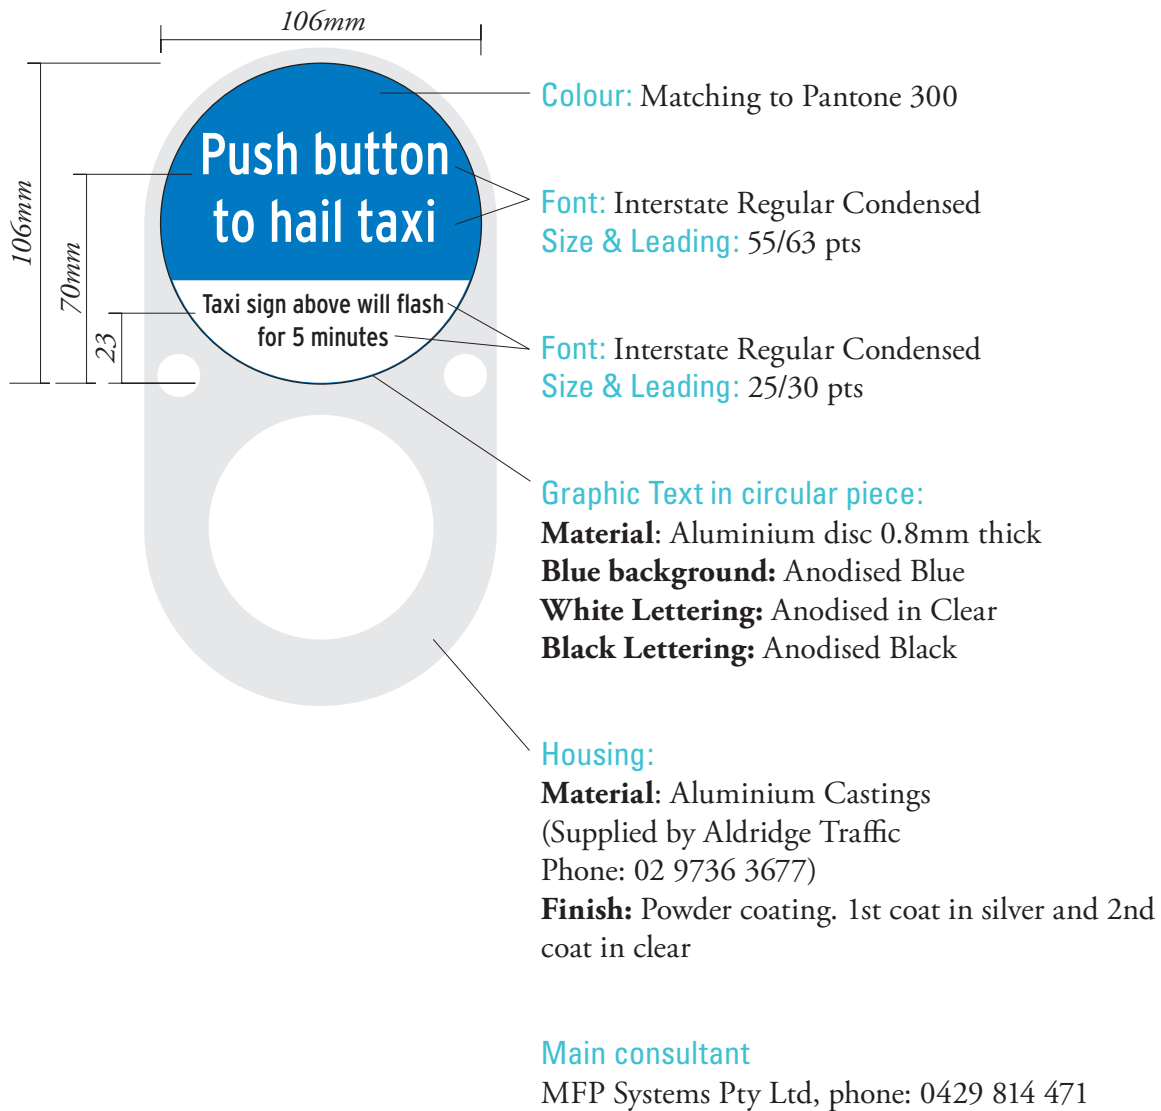 106mm
106mm
70mm
23
Push button
to hail taxi
Taxi sign above will flash
for 5 minutes
Colour: Matching to Pantone 300
Font: Interstate Regular Condensed
Size & Leading: 55/63 pts
Font: Interstate Regular Condensed
Size & Leading: 25/30 pts
Graphic Text in circular piece:
Material: Aluminium disc 0.8mm thick
Blue background: Anodised Blue
White Lettering: Anodised in Clear
Black Lettering: Anodised Black
Housing:
Material: Aluminium Castings
(Supplied by Aldridge Traffic
Phone: 02 9736 3677)
Finish: Powder coating. 1st coat in silver and 2nd
coat in clear
Main consultant
MFP Systems Pty Ltd, phone: 0429 814 471